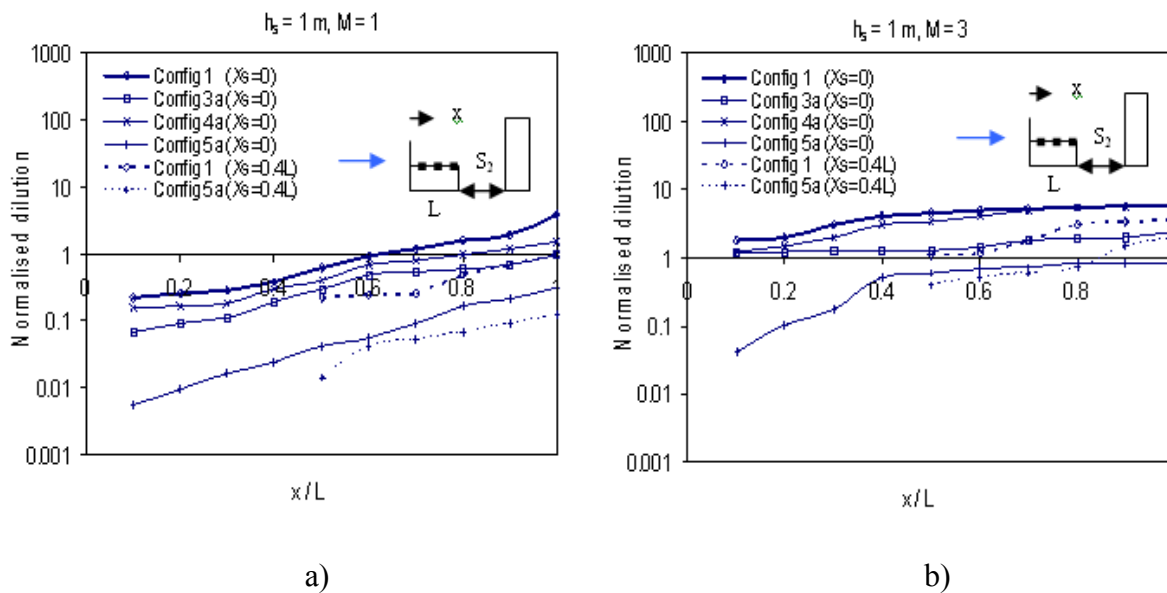 hs = 1 m, M = 1
1000
100
10
1
0.1
0.01
0.001
Normalised dilution
Config 1 (Xs=0)
Config 3a (Xs=0)
Config 4a (Xs=0)
Config 5a (Xs=0)
Config 1 (Xs=0.4L)
Config 5a (Xs=0.4L)
X
S2
L
0
0.2
0.4
0.6
0.8
1
x / L
a)
hs = 1 m, M = 3
1000
100
10
1
0.1
0.01
0.001
Normalised dilution
Config 1 (Xs=0)
Config 3a (Xs=0)
Config 4a (Xs=0)
Config 5a (Xs=0)
Config 1 (Xs=0.4L)
Config 5a (Xs=0.4L)
X
S2
L
0
0.2
0.4
0.6
0.8
x / L
b)